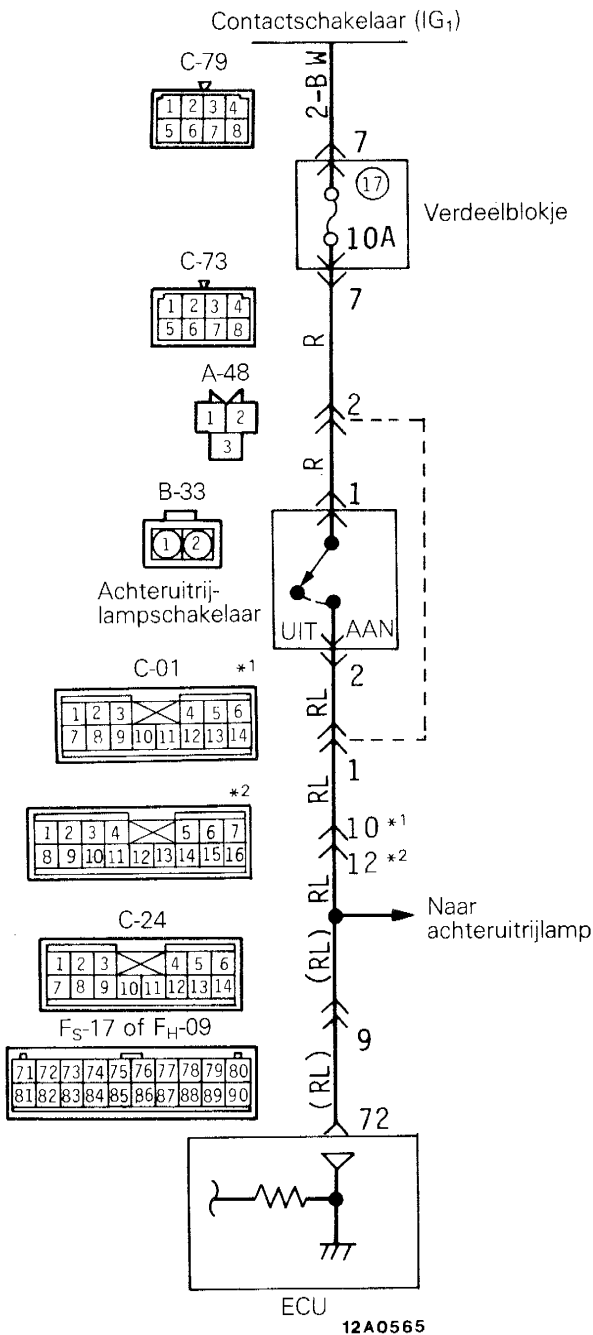 Contactschakelaar (IG₁)
C-79
1 2 3 4
5 6 7 8
2-BW
7
17
10A
Verdeelblokje
7
C-73
1 2 3 4
5 6 7 8
R
A-48
1 2
3
2
R
1
B-33
1 2
Achteruitrij-
lampschakelaar
UIT AAN
2
C-01 *1
1 2 3 4 5 6
7 8 9 10 11 12 13 14
RL
1
RL
*2
1 2 3 4 5 6 7
8 9 10 11 12 13 14 15 16
10 *1
12 *2
RL
Naar
achteruitrijlamp
C-24
1 2 3 4 5 6
7 8 9 10 11 12 13 14
(RL)
9
F_S-17 of F_H-09
71 72 73 74 75 76 77 78 79 80
81 82 83 84 85 86 87 88 89 90
(RL)
72
ECU
12A0565